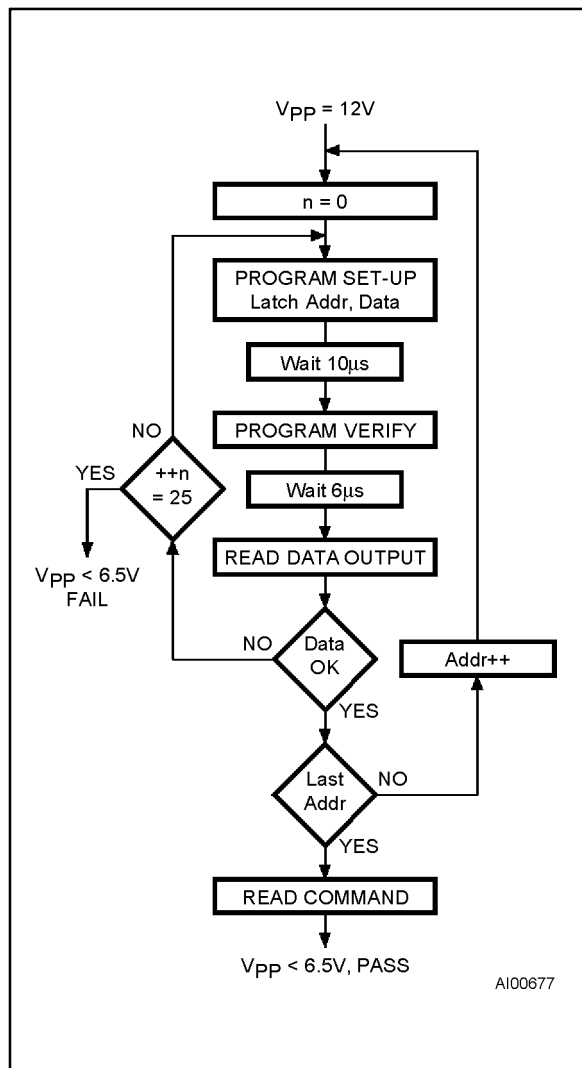 VPP = 12V
n = 0
PROGRAM SET-UP
Latch Addr, Data
Wait 10µs
NO
PROGRAM VERIFY
YES
++n
= 25
Wait 6µs
READ DATA OUTPUT
VPP < 6.5V
FAIL
NO
Data
OK
Addr++
YES
Last
Addr
NO
YES
READ COMMAND
VPP < 6.5V, PASS
AI00677